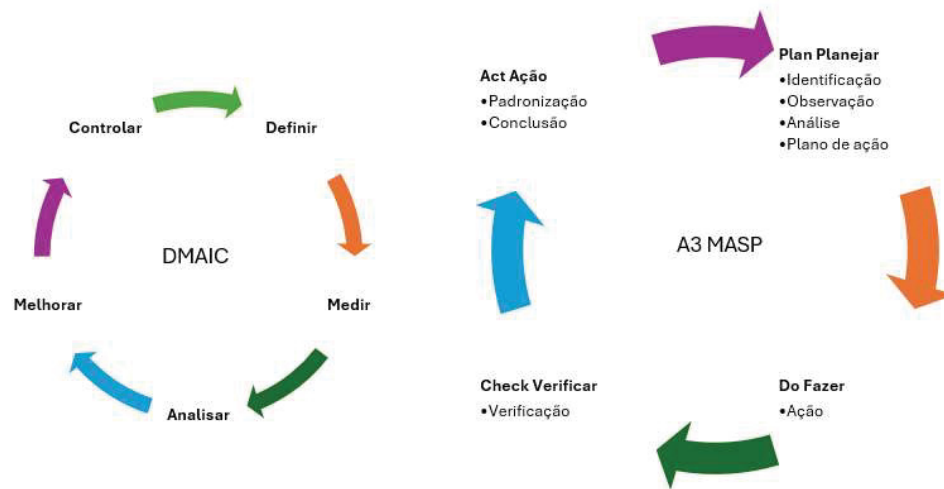 Controlar
Definir
DMAIC
Melhorar
Medir
Analisar
Act Ação
•Padronização
•Conclusão
Plan Planejar
•Identificação
•Observação
•Análise
•Plano de ação
A3 MASP
Check Verificar
•Verificação
Do Fazer
•Ação